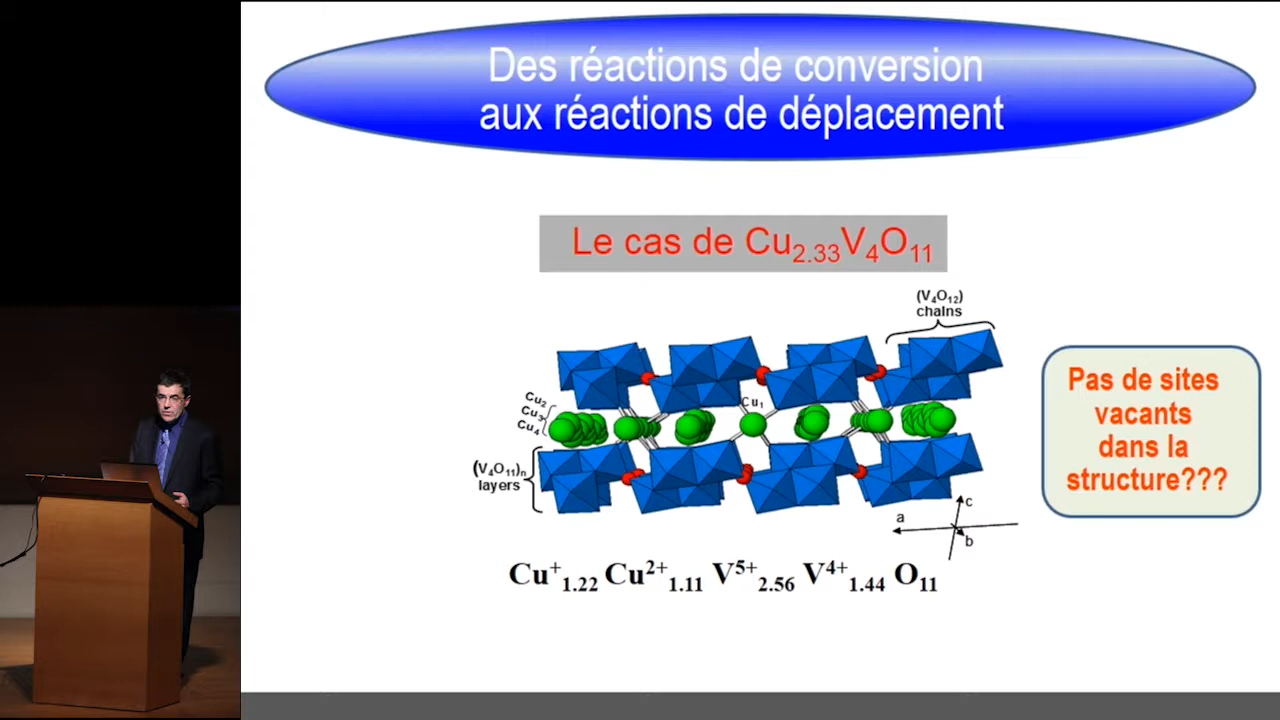 Des réactions de conversion
aux réactions de déplacement
Le cas de Cu₂.₃₃V₄O₁₁
(V₄O₁₂)
chains
Cu₂
Cu₃
Cu₄
Cu₁
(V₄O₁₁)ₙ
layers
Pas de sites
vacants
dans la
structure???
a
c
b
Cu⁺₁.₂₂ Cu²⁺₁.₁₁ V⁵⁺₂.₅₆ V⁴⁺₁.₄₄ O₁₁